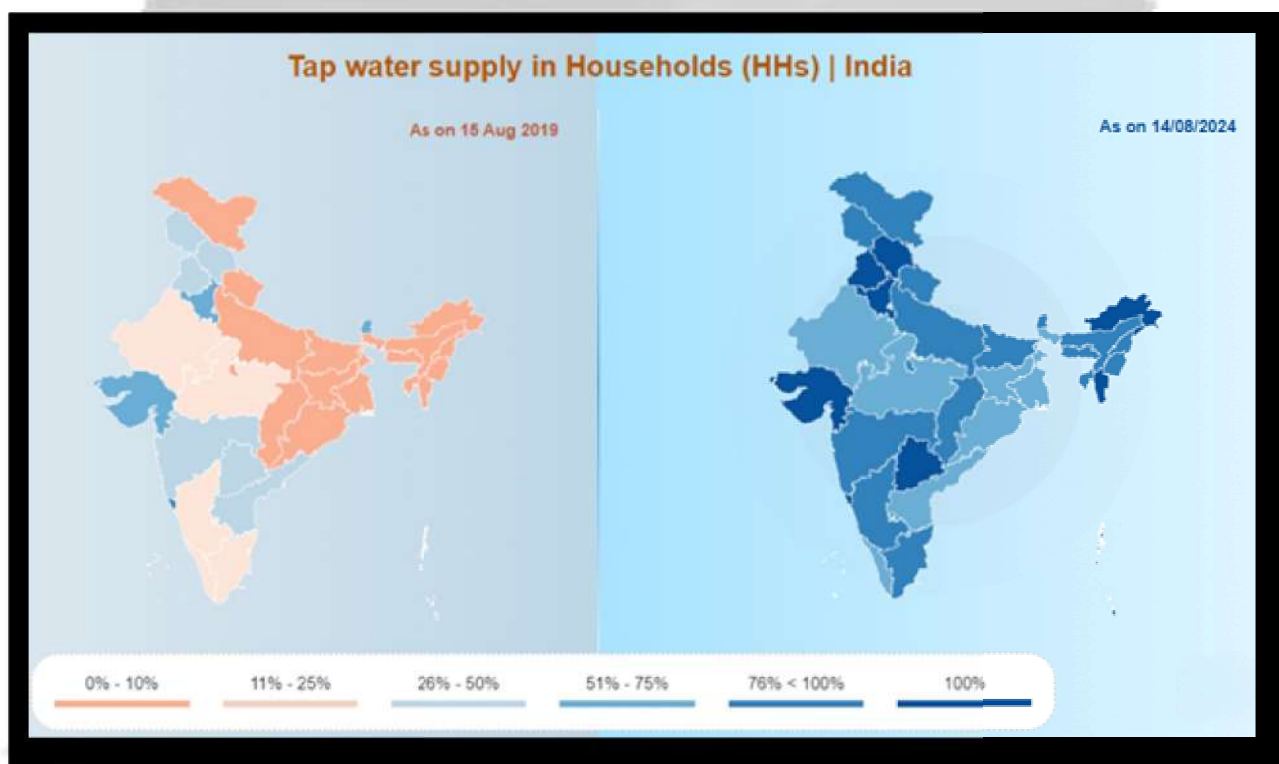 Tap water supply in Households (HHs) | India
As on 15 Aug 2019
As on 14/08/2024
0% - 10%
11% - 25%
26% - 50%
51% - 75%
76% < 100%
100%